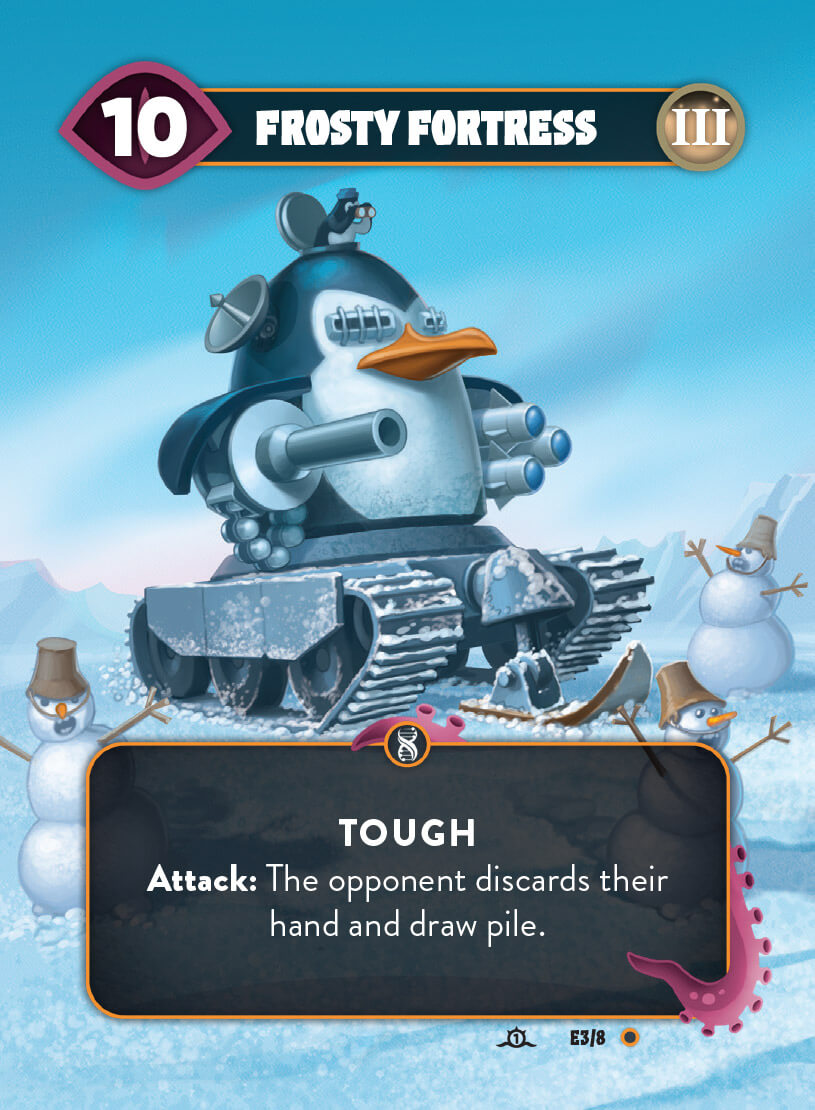 10 FROSTY FORTRESS III
TOUGH
Attack: The opponent discards their
hand and draw pile.
1 E3/8